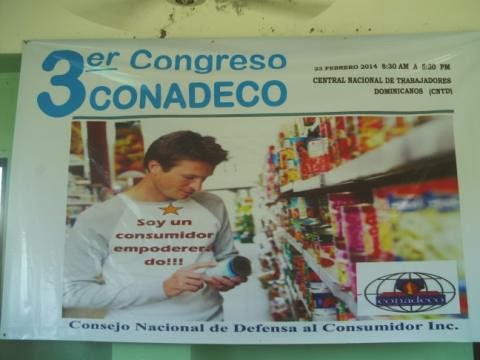 3er Congreso
CONADECO
23 FEBRERO 2014 8:30 AM A 5:30 PM
CENTRAL NACIONAL DE TRABAJADORES
DOMINICANOS (CNTD)
Soy un
consumidor
empoderera-
do!!!
conadeco
Consejo Nacional de Defensa al Consumidor Inc.